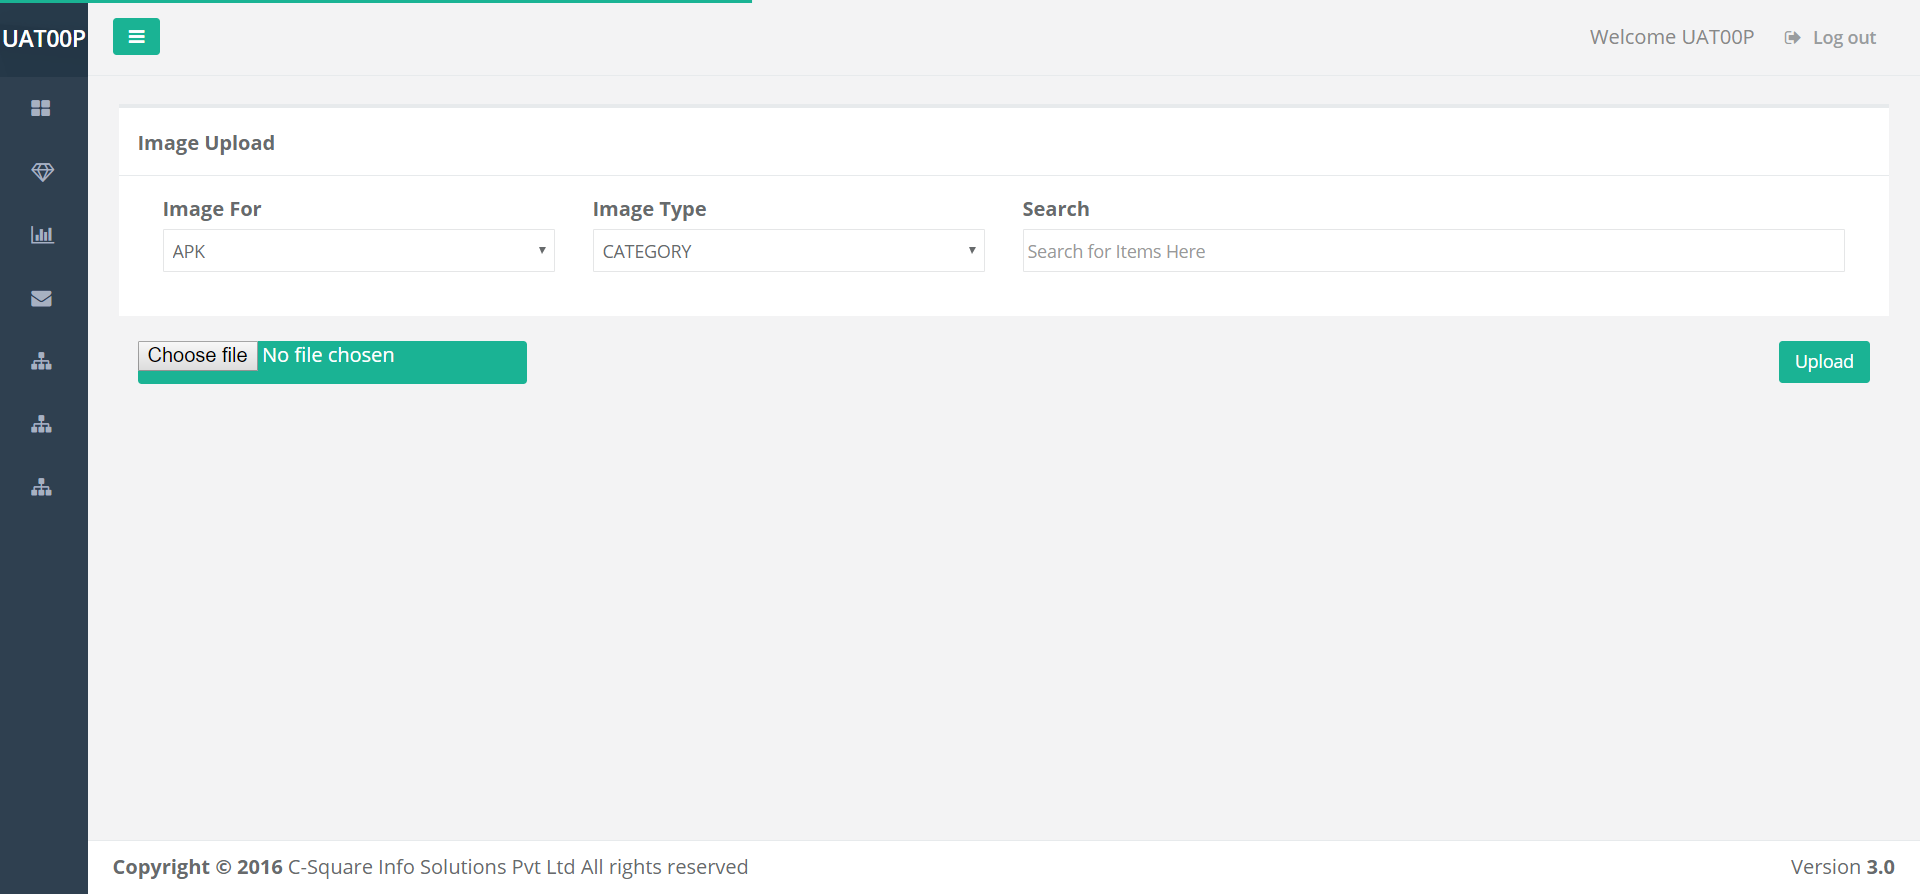 UAT00P
Welcome UAT00P
Log out
Image Upload
Image For
Image Type
Search
APK
CATEGORY
Search for Items Here
Choose file No file chosen
Upload
Copyright © 2016 C-Square Info Solutions Pvt Ltd All rights reserved
Version 3.0